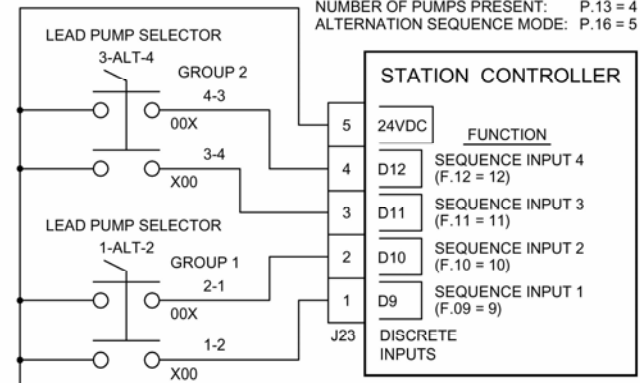 NUMBER OF PUMPS PRESENT: P.13 = 4
ALTERNATION SEQUENCE MODE: P.16 = 5
LEAD PUMP SELECTOR
3-ALT-4
GROUP 2
4-3
00X
3-4
X00
LEAD PUMP SELECTOR
1-ALT-2
GROUP 1
2-1
00X
1-2
X00
STATION CONTROLLER
5
24VDC
FUNCTION
4
D12
SEQUENCE INPUT 4
(F.12 = 12)
3
D11
SEQUENCE INPUT 3
(F.11 = 11)
2
D10
SEQUENCE INPUT 2
(F.10 = 10)
1
D9
SEQUENCE INPUT 1
(F.09 = 9)
J23
DISCRETE
INPUTS